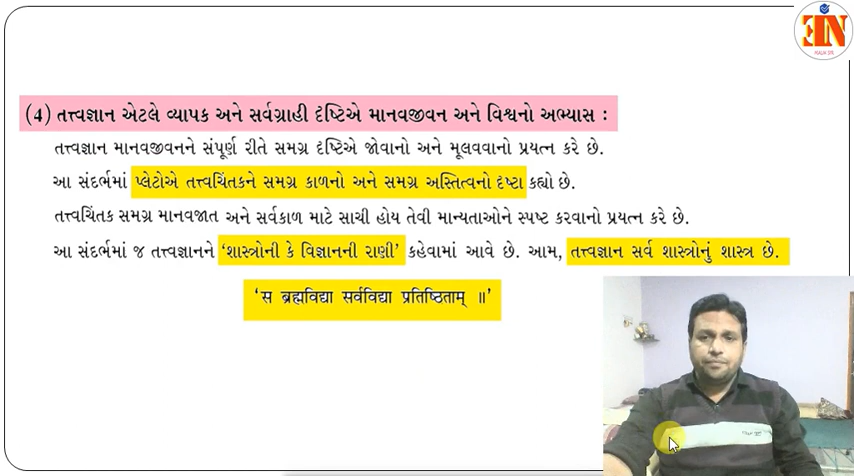 EIN
(4) તત્ત્વજ્ઞાન એટલે વ્યાપક અને સર્વગ્રાહી દૃષ્ટિએ માનવજીવન અને વિશ્વનો અભ્યાસ :
તત્ત્વજ્ઞાન માનવજીવનને સંપૂર્ણ રીતે સમગ્ર દૃષ્ટિએ જોવાનો અને મૂલવવાનો પ્રયત્ન કરે છે.
આ સંદર્ભમાં પ્લેટોએ તત્ત્વચિંતકને સમગ્ર કાળનો અને સમગ્ર અસ્તિત્વનો દૃષ્ટા કહ્યો છે.
તત્ત્વચિંતક સમગ્ર માનવજાત અને સર્વકાળ માટે સાચી હોય તેવી માન્યતાઓને સ્પષ્ટ કરવાનો પ્રયત્ન કરે છે.
આ સંદર્ભમાં જ તત્ત્વજ્ઞાનને ‘શાસ્ત્રોની કે વિજ્ઞાનની રાણી’ કહેવામાં આવે છે. આમ, તત્ત્વજ્ઞાન સર્વ શાસ્ત્રોનું શાસ્ત્ર છે.
‘स ब्रह्मविद्या सर्वविद्या प्रतिष्ठिताम् ॥’